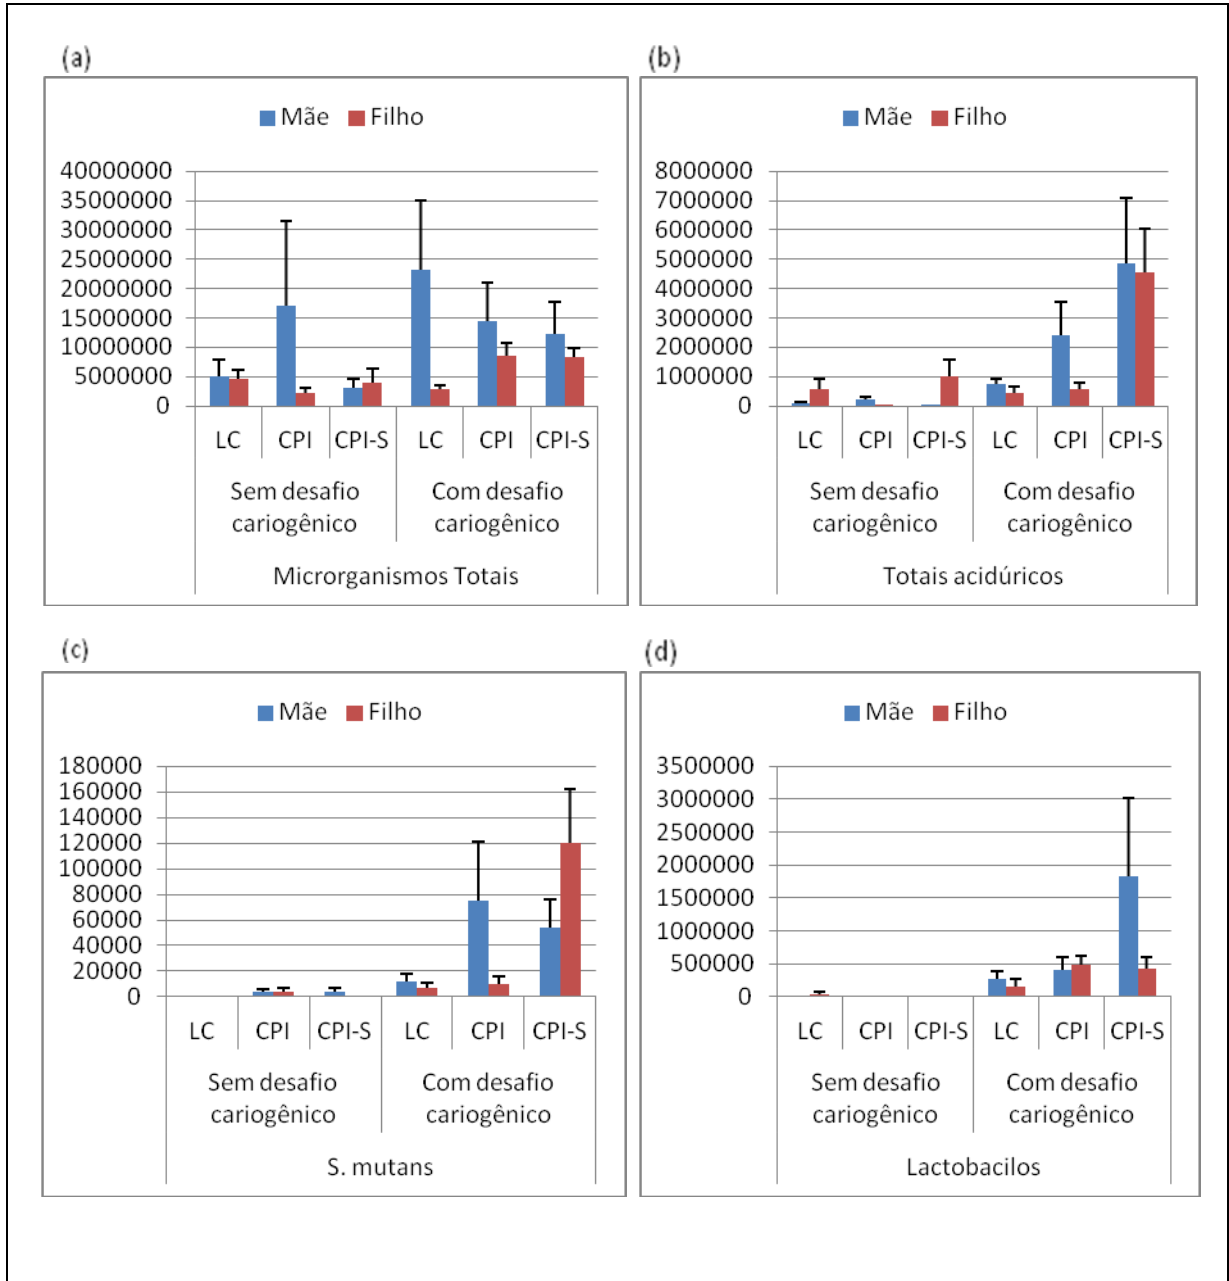 (a)
Mãe Filho
40000000
35000000
30000000
25000000
20000000
15000000
10000000
5000000
0
LC CPI CPI-S LC CPI CPI-S
Sem desafio cariogênico Com desafio cariogênico
Microrganismos Totais
(b)
Mãe Filho
8000000
7000000
6000000
5000000
4000000
3000000
2000000
1000000
0
LC CPI CPI-S LC CPI CPI-S
Sem desafio cariogênico Com desafio cariogênico
Totais acidúricos
(c)
Mãe Filho
180000
160000
140000
120000
100000
80000
60000
40000
20000
0
LC CPI CPI-S LC CPI CPI-S
Sem desafio cariogênico Com desafio cariogênico
S. mutans
(d)
Mãe Filho
3500000
3000000
2500000
2000000
1500000
1000000
500000
0
LC CPI CPI-S LC CPI CPI-S
Sem desafio cariogênico Com desafio cariogênico
Lactobacilos